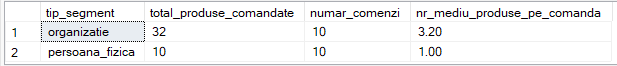 tip_segment total_produse_comandate numar_comenzi nr_mediu_produse_pe_comanda
1 organizatie 32 10 3.20
2 persoana_fizica 10 10 1.00